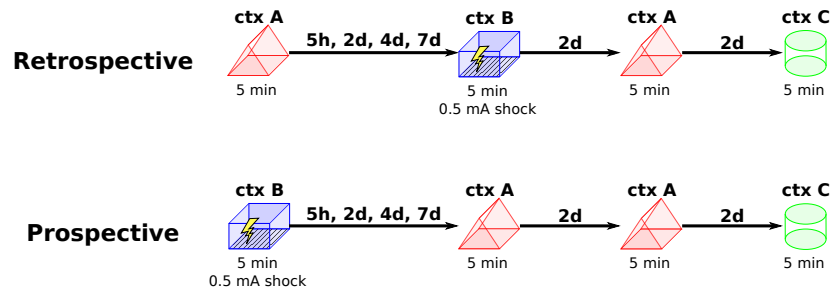 ctx A
ctx B
ctx A
ctx C
Retrospective
5h, 2d, 4d, 7d
2d
2d
5 min
5 min
5 min
5 min
0.5 mA shock
ctx B
ctx A
ctx A
ctx C
Prospective
5h, 2d, 4d, 7d
2d
2d
5 min
5 min
5 min
5 min
0.5 mA shock